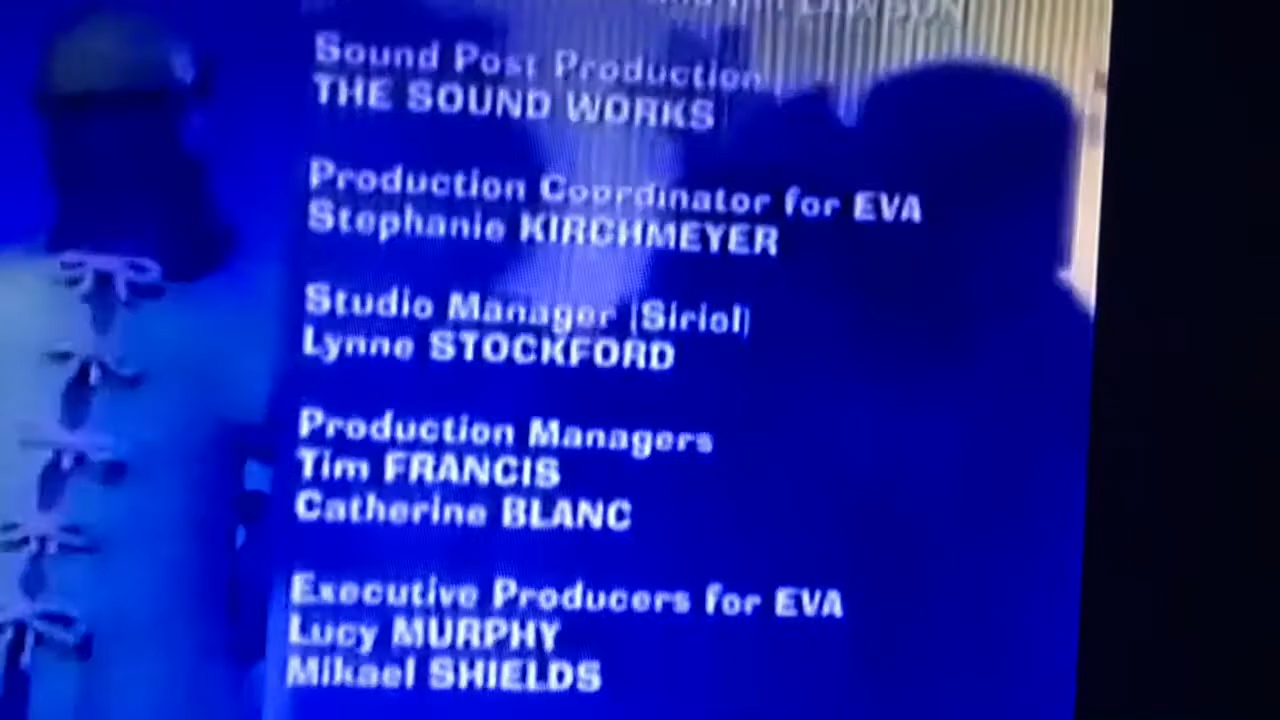 LAWSON
Sound Post Production
THE SOUND WORKS
Production Coordinator for EVA
Stephanie KIRCHMEYER
Studio Manager (Siriol)
Lynne STOCKFORD
Production Managers
Tim FRANCIS
Catherine BLANC
Executive Producers for EVA
Lucy MURPHY
Mikael SHIELDS